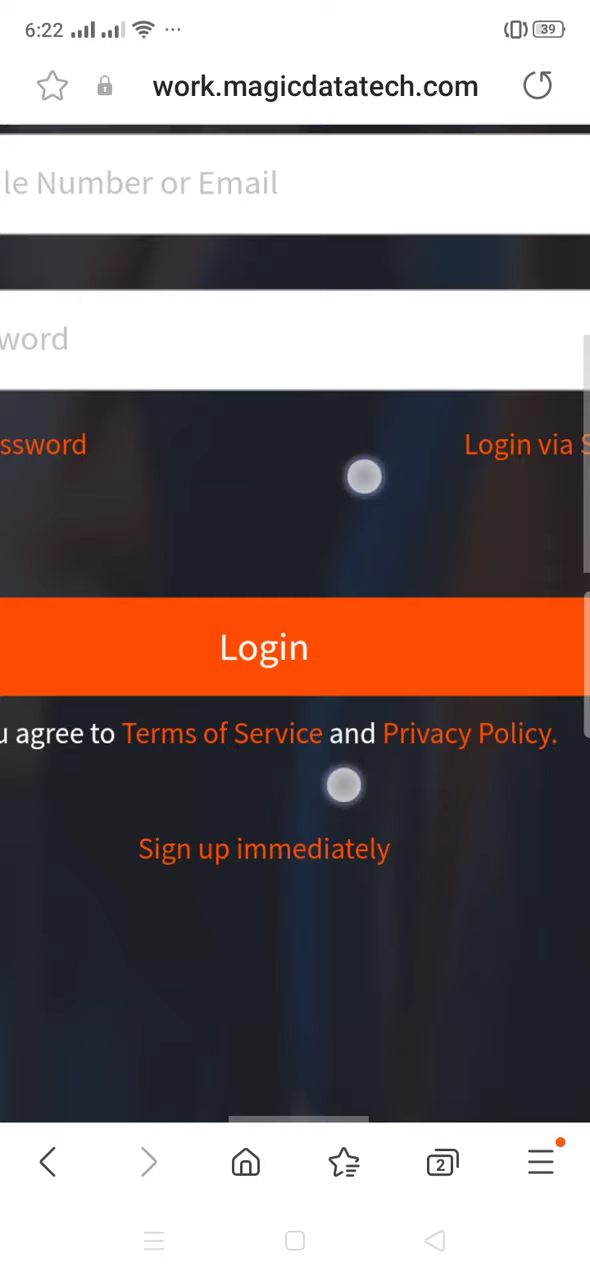 6:22 39
work.magicdatatech.com
le Number or Email
word
ssword Login via
Login
u agree to Terms of Service and Privacy Policy.
Sign up immediately
2